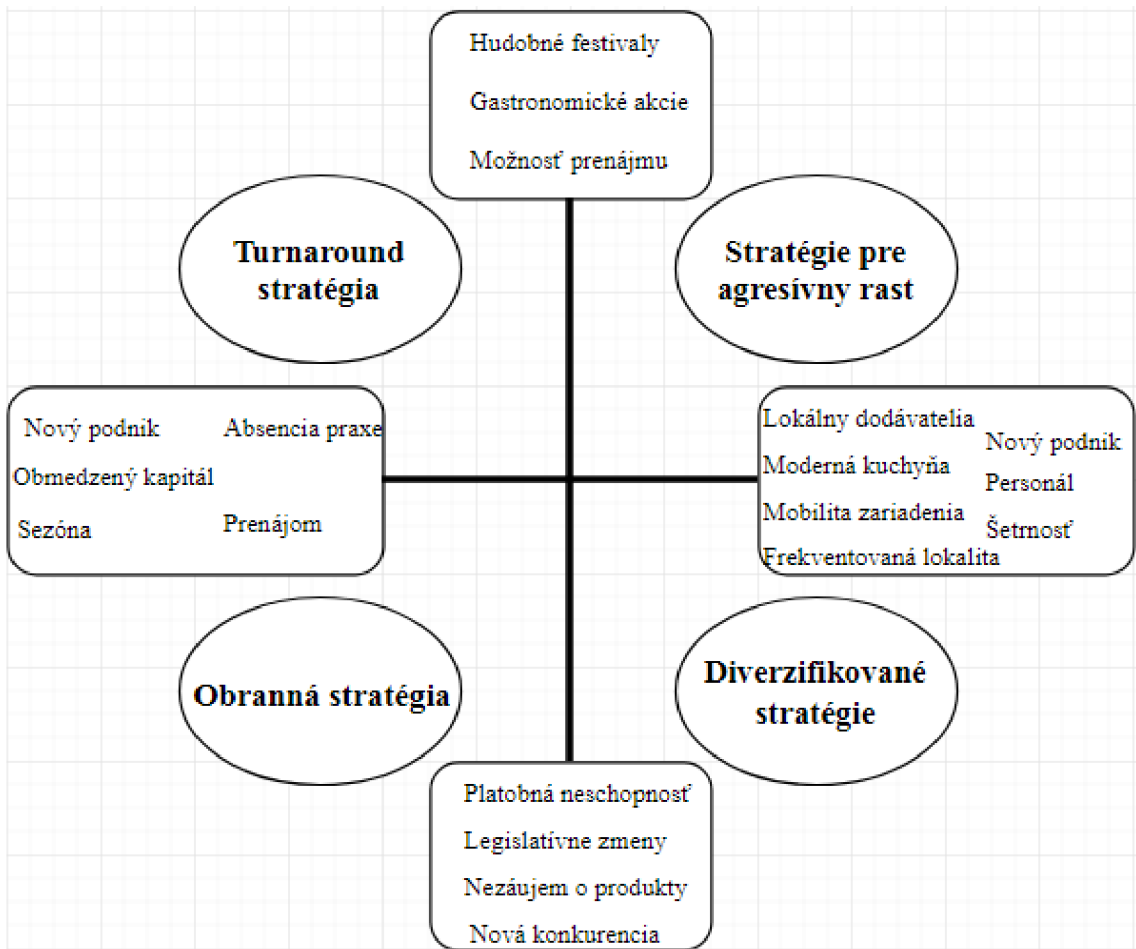 Hudobné festivaly
Gastronomické akcie
Možnosť prenájmu
Turnaround
stratégia
Stratégie pre
agresívny rast
Nový podnik
Absencia praxe
Obmedzený kapitál
Sezóna
Prenájom
Lokálny dodávatelia
Moderná kuchyňa
Mobilita zariadenia
Frekventovaná lokalita
Nový podnik
Personál
Šetrnosť
Obranná stratégia
Diverzifikované
stratégie
Platobná neschopnosť
Legislatívne zmeny
Nezáujem o produkty
Nová konkurencia